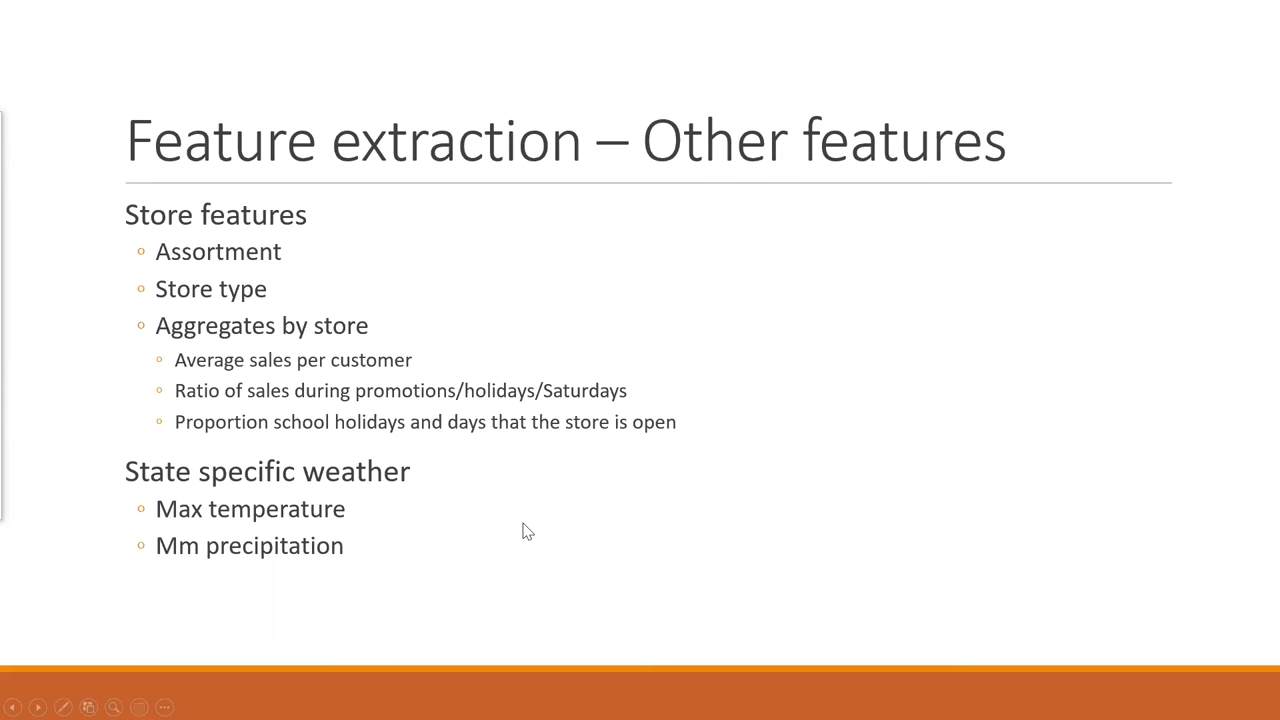 Feature extraction – Other features
Store features
Assortment
Store type
Aggregates by store
Average sales per customer
Ratio of sales during promotions/holidays/Saturdays
Proportion school holidays and days that the store is open
State specific weather
Max temperature
Mm precipitation